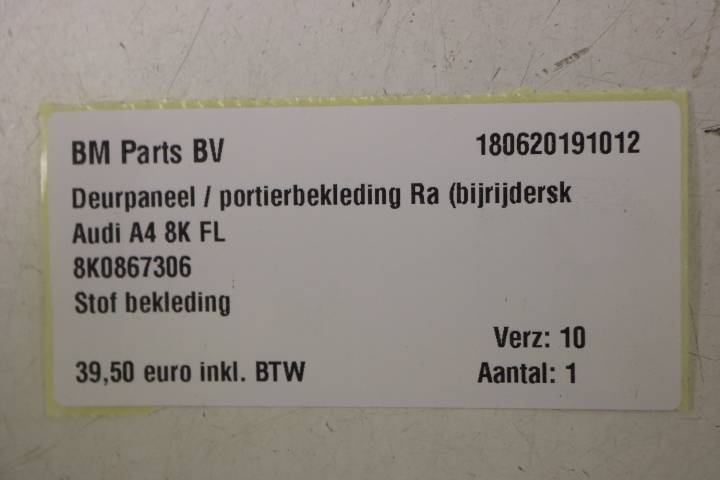 BM Parts BV 180620191012
Deurpaneel / portierbekleding Ra (bijrijdersk
Audi A4 8K FL
8K0867306
Stof bekleding
Verz: 10
39,50 euro inkl. BTW Aantal: 1